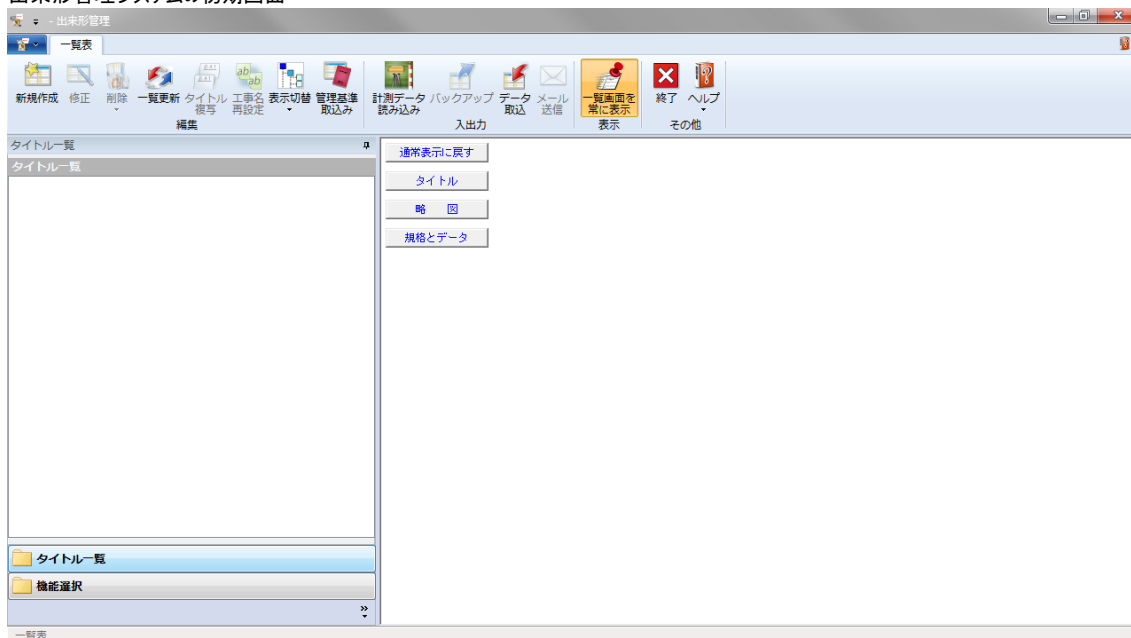 出来形管理システムの初期画面
- 出来形管理
一覧表
新規作成 修正 削除 一覧更新 タイトル複写 工事名再設定 表示切替 管理基準取込み 計測データ読み込み バックアップ データ取込 メール送信 一覧画面を常に表示 終了 ヘルプ
編集 入出力 表示 その他
タイトル一覧
タイトル一覧
通常表示に戻す
タイトル
略 図
規格とデータ
タイトル一覧
機能選択
一覧表